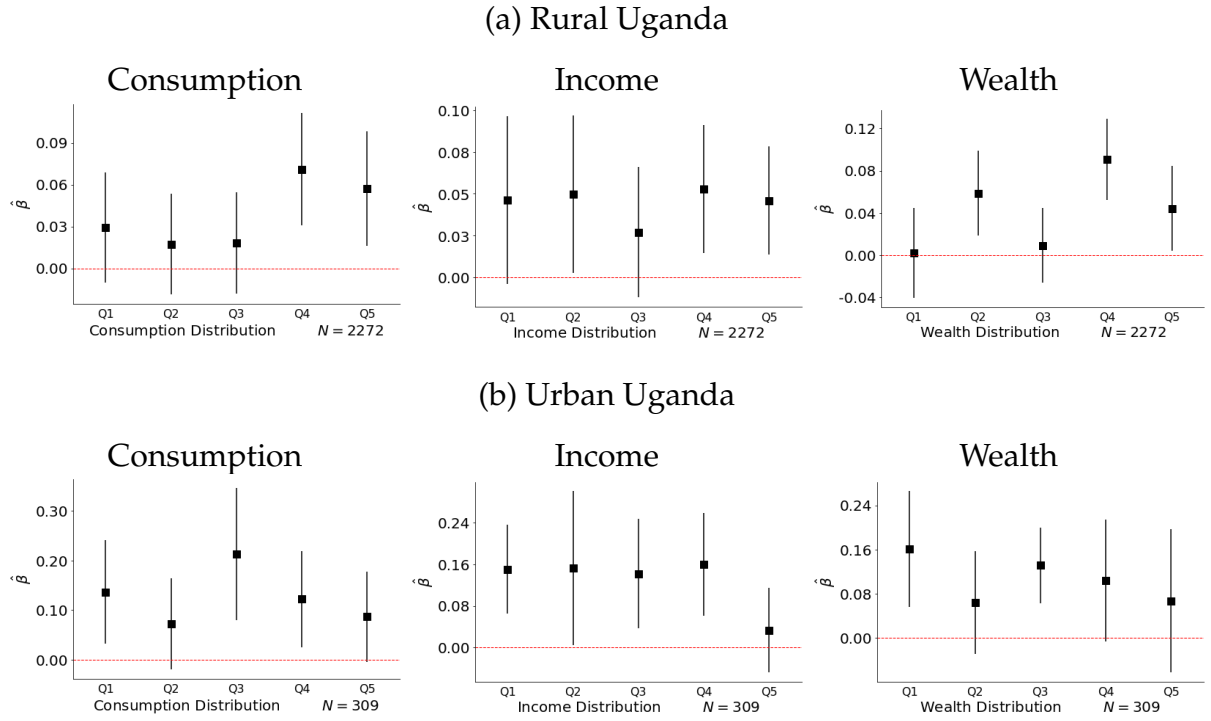 (a) Rural Uganda
Consumption
0.09
0.06
0.03
0.00
β̂
Q1 Q2 Q3 Q4 Q5
Consumption Distribution N = 2272
Income
0.10
0.08
0.05
0.03
0.00
β̂
Q1 Q2 Q3 Q4 Q5
Income Distribution N = 2272
Wealth
0.12
0.08
0.04
0.00
-0.04
β̂
Q1 Q2 Q3 Q4 Q5
Wealth Distribution N = 2272
(b) Urban Uganda
Consumption
0.30
0.20
0.10
0.00
β̂
Q1 Q2 Q3 Q4 Q5
Consumption Distribution N = 309
Income
0.24
0.16
0.08
0.00
β̂
Q1 Q2 Q3 Q4 Q5
Income Distribution N = 309
Wealth
0.24
0.16
0.08
0.00
β̂
Q1 Q2 Q3 Q4 Q5
Wealth Distribution N = 309